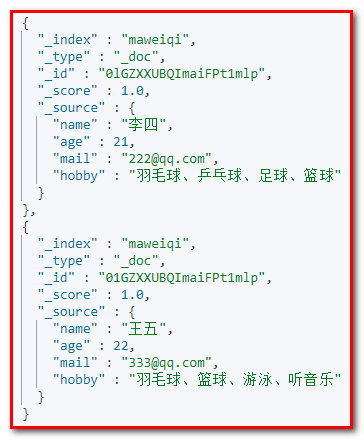 {
"_index" : "maweiqi",
"_type" : "_doc",
"_id" : "0lGZXXUBQImaiFPt1mlp",
"_score" : 1.0,
"_source" : {
"name" : "李四",
"age" : 21,
"mail" : "222@qq.com",
"hobby" : "羽毛球、乒乓球、足球、篮球"
}
},
{
"_index" : "maweiqi",
"_type" : "_doc",
"_id" : "01GZXXUBQImaiFPt1mlp",
"_score" : 1.0,
"_source" : {
"name" : "王五",
"age" : 22,
"mail" : "333@qq.com",
"hobby" : "羽毛球、篮球、游泳、听音乐"
}
}